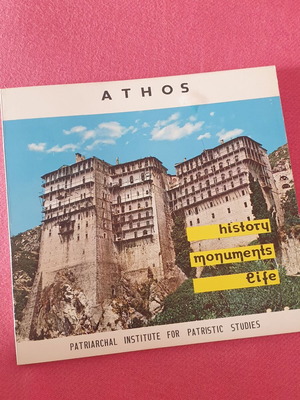 ATHOS
history
monuments
life
PATRIARCHAL INSTITUTE FOR PATRISTIC STUDIES